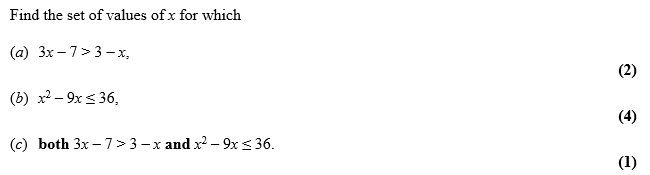 Find the set of values of x for which
(a) 3x – 7 > 3 – x,
(2)
(b) x² – 9x ≤ 36,
(4)
(c) both 3x – 7 > 3 – x and x² – 9x ≤ 36.
(1)